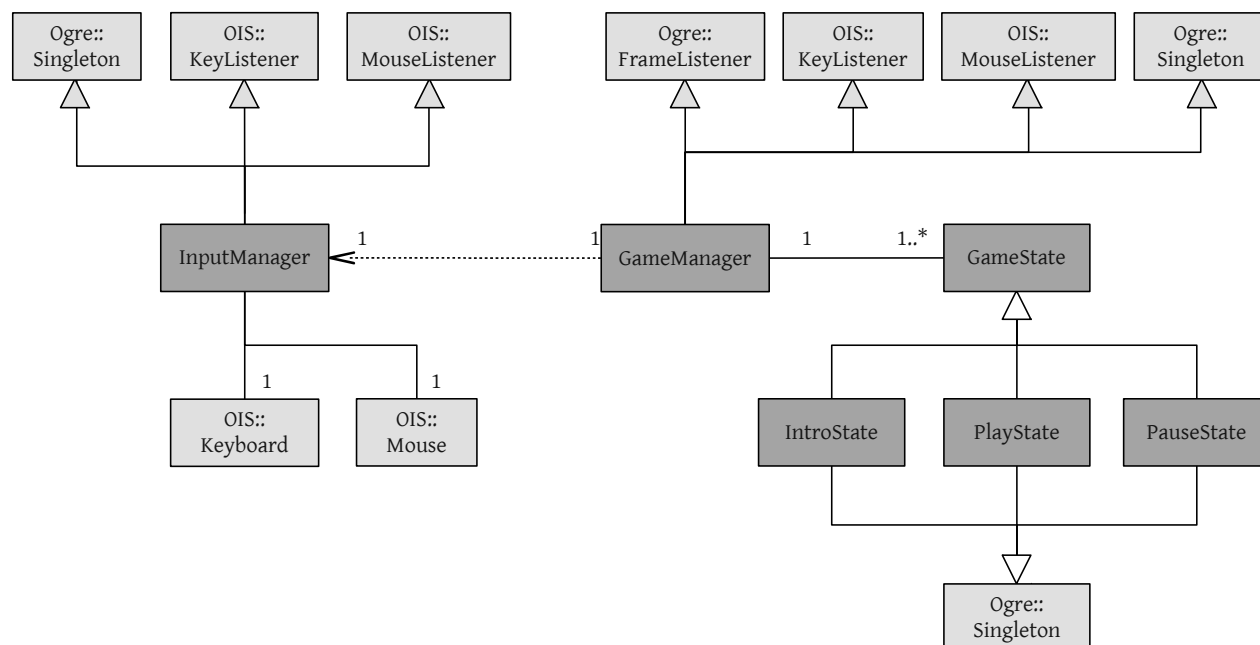 Ogre::
Singleton
OIS::
KeyListener
OIS::
MouseListener
Ogre::
FrameListener
OIS::
KeyListener
OIS::
MouseListener
Ogre::
Singleton
InputManager
1
1
GameManager
1
1..*
GameState
1
1
OIS::
Keyboard
OIS::
Mouse
IntroState
PlayState
PauseState
Ogre::
Singleton